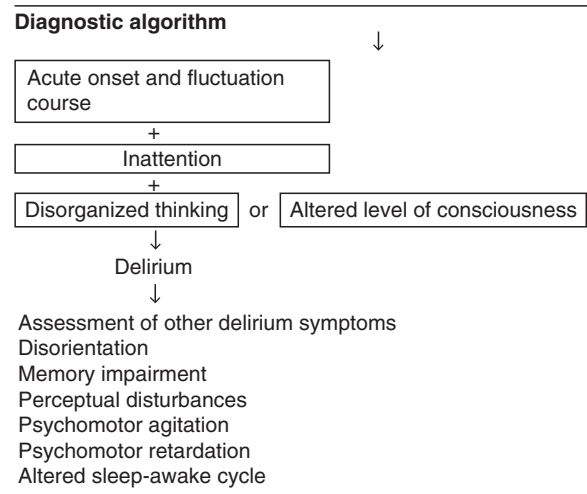 Diagnostic algorithm
↓
Acute onset and fluctuation
course
+
Inattention
+
Disorganized thinking or Altered level of consciousness
↓
Delirium
↓
Assessment of other delirium symptoms
Disorientation
Memory impairment
Perceptual disturbances
Psychomotor agitation
Psychomotor retardation
Altered sleep-awake cycle